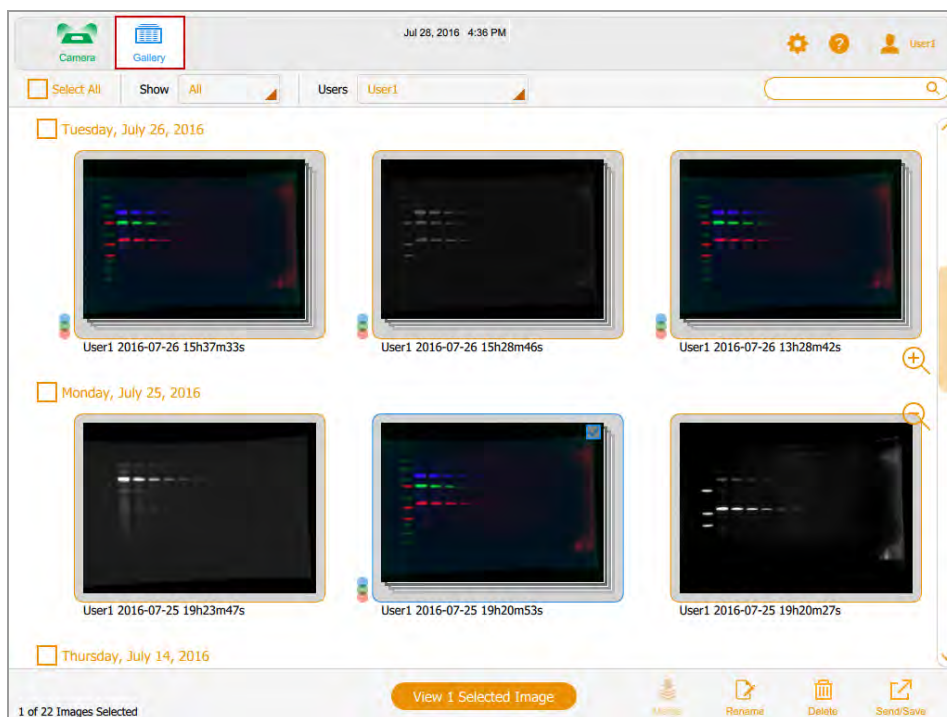 Jul 28, 2016 4:36 PM
Camera Gallery User1
Select All Show All Users User1
Tuesday, July 26, 2016
User1 2016-07-26 15h37m33s User1 2016-07-26 15h28m46s User1 2016-07-26 13h28m42s
Monday, July 25, 2016
User1 2016-07-25 19h23m47s User1 2016-07-25 19h20m53s User1 2016-07-25 19h20m27s
Thursday, July 14, 2016
View 1 Selected Image
1 of 22 Images Selected Rename Delete Send/Save